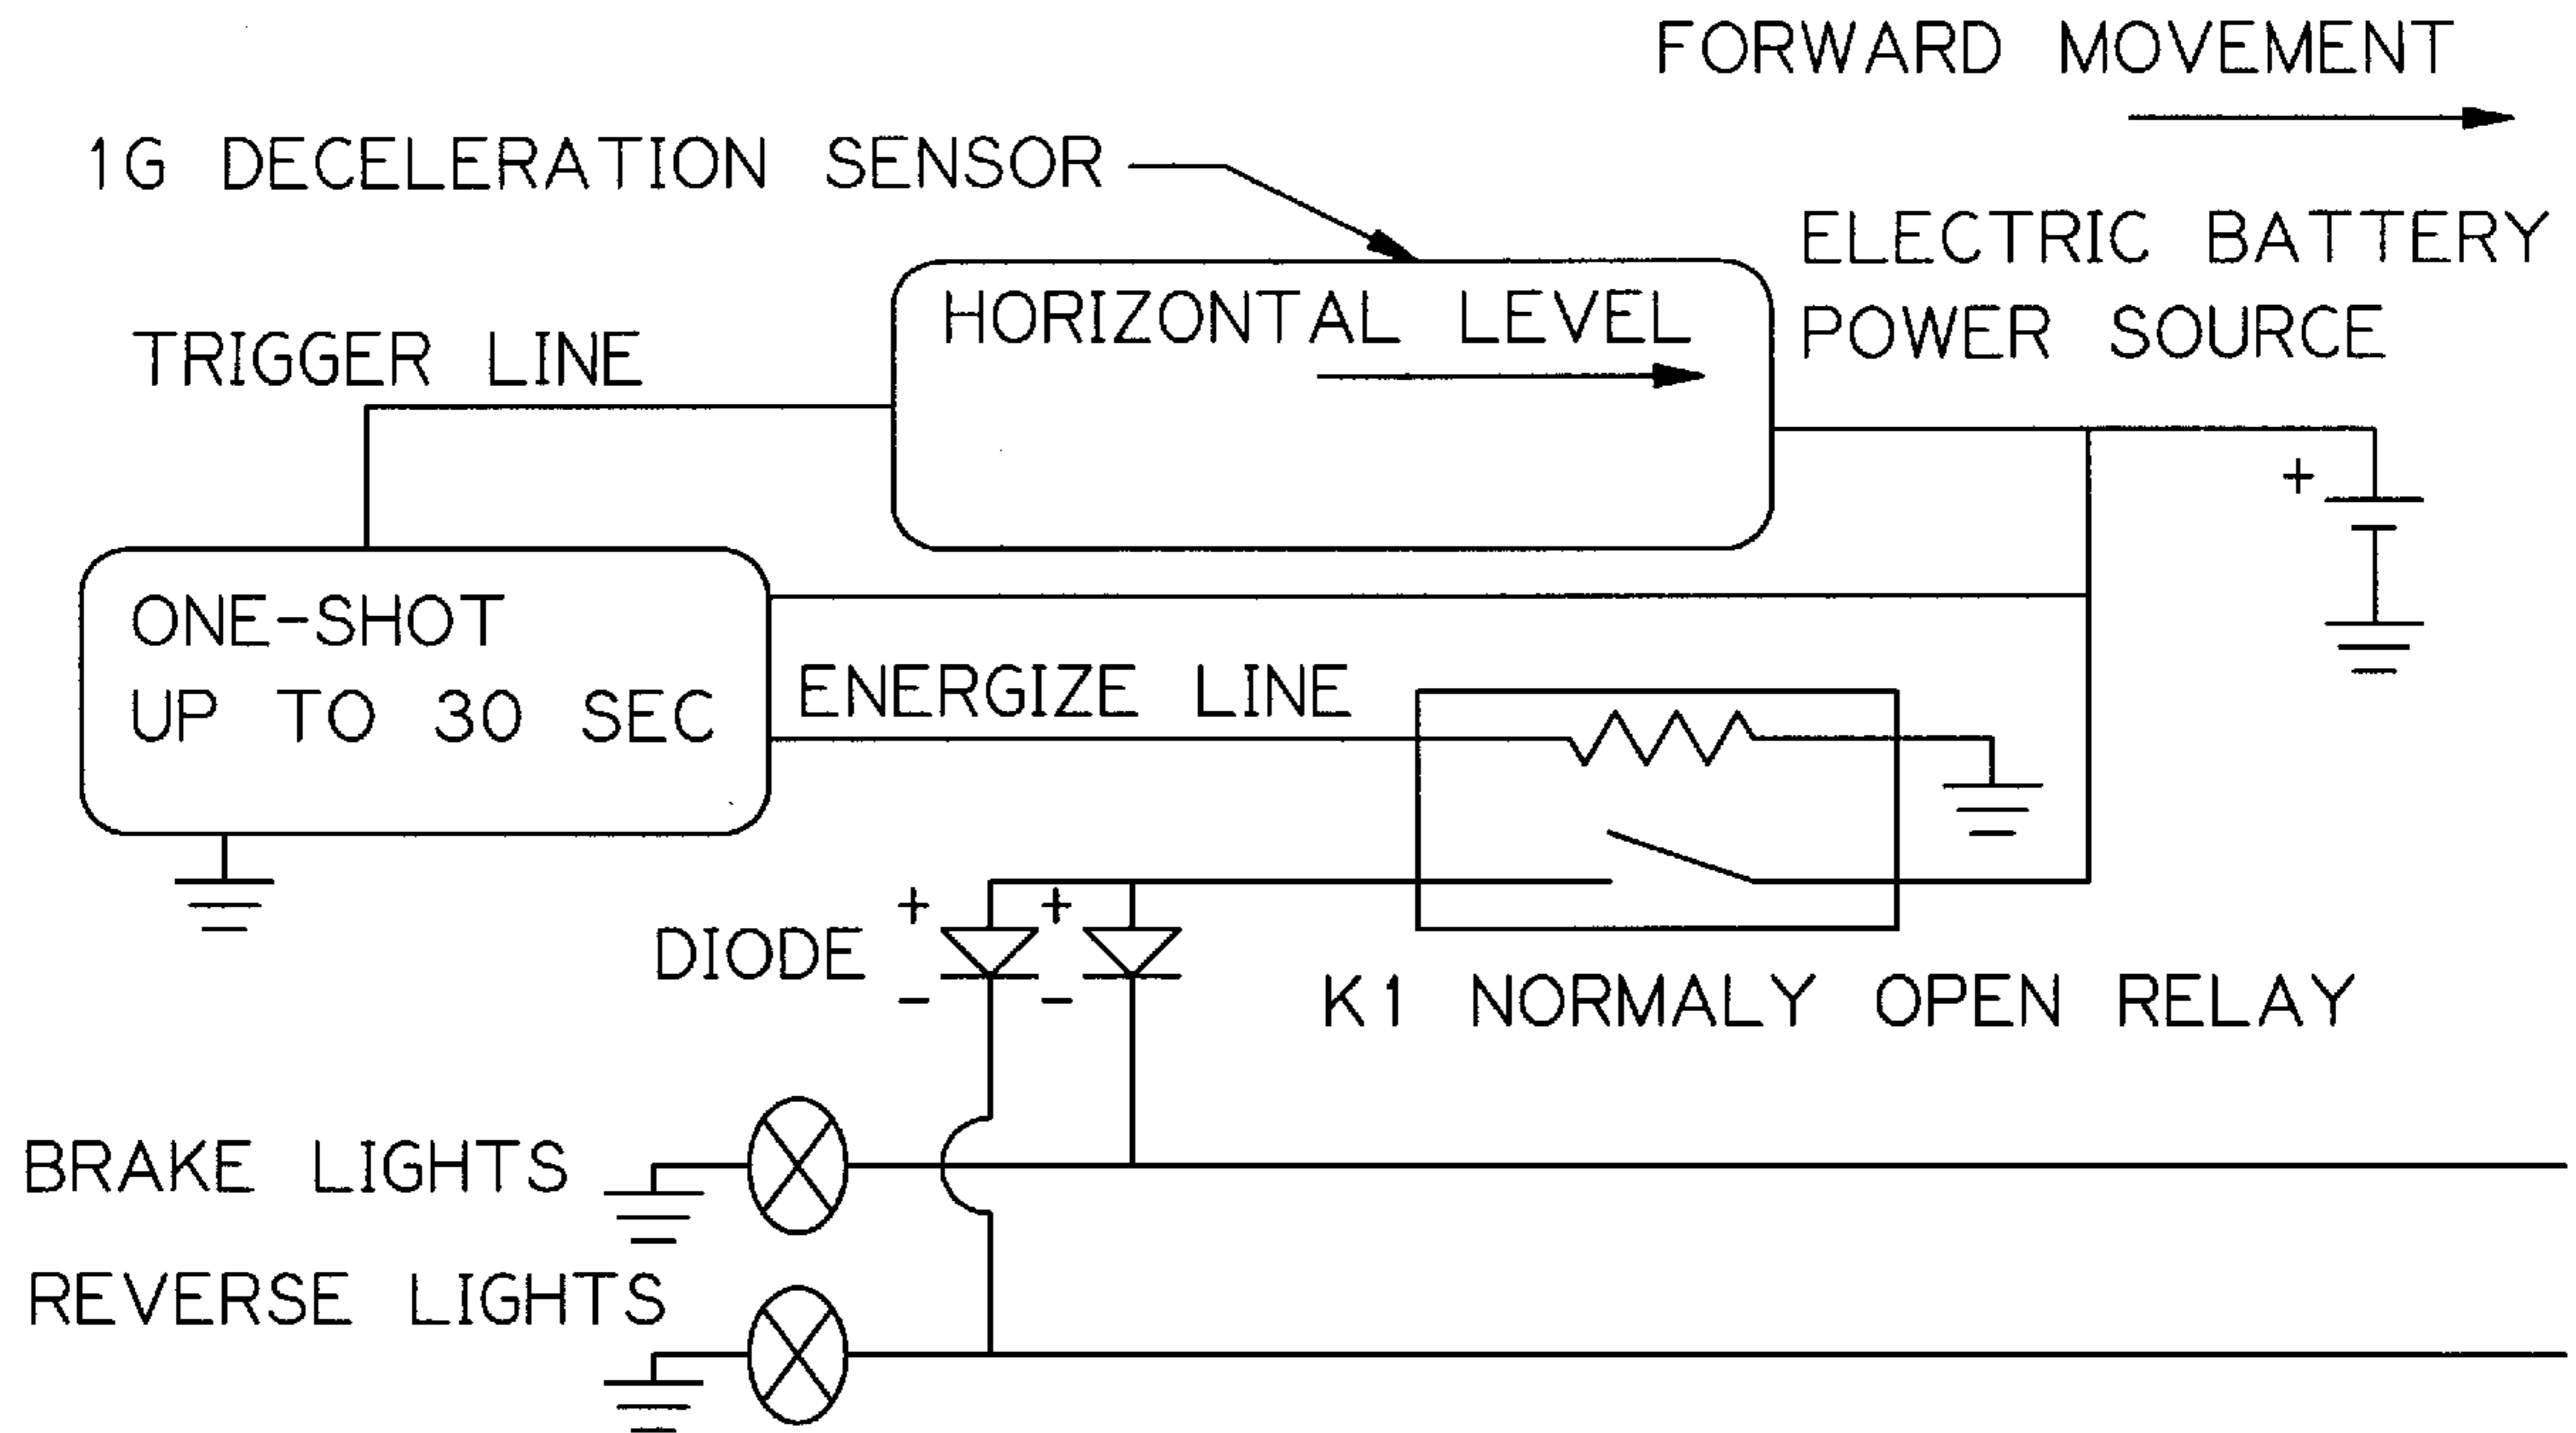 FORWARD MOVEMENT
1G DECELERATION SENSOR
ELECTRIC BATTERY
POWER SOURCE
HORIZONTAL LEVEL
TRIGGER LINE
+
ONE-SHOT
UP TO 30 SEC
ENERGIZE LINE
+ +
DIODE
- -
K1 NORMALY OPEN RELAY
BRAKE LIGHTS
REVERSE LIGHTS